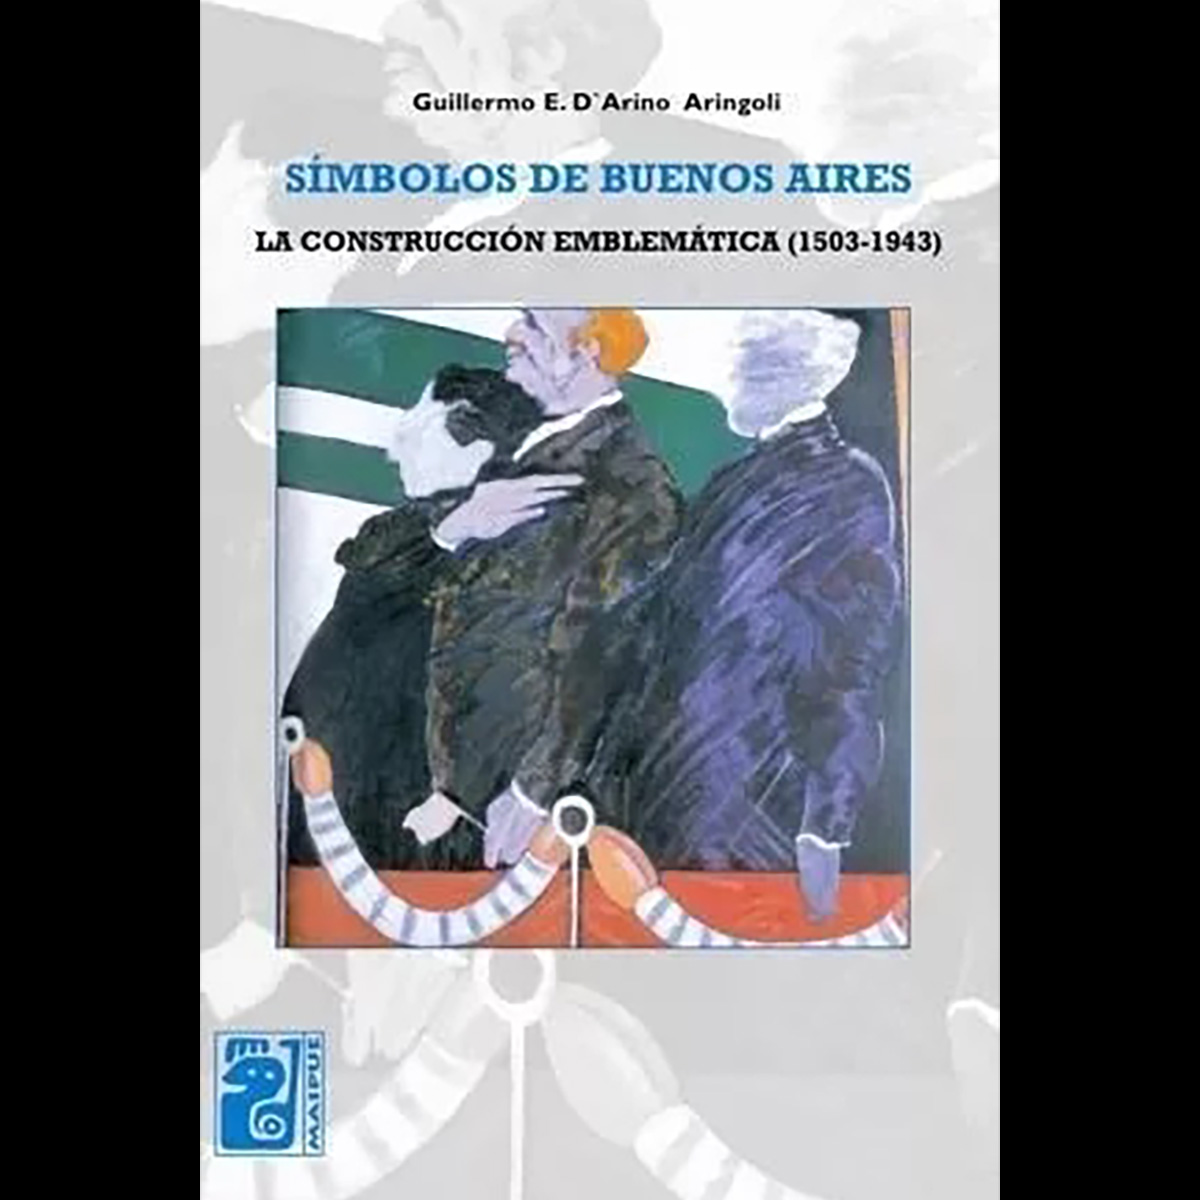 Guillermo E. D`Arino Aringoli
SÍMBOLOS DE BUENOS AIRES
LA CONSTRUCCIÓN EMBLEMÁTICA (1503-1943)
MAIPUE